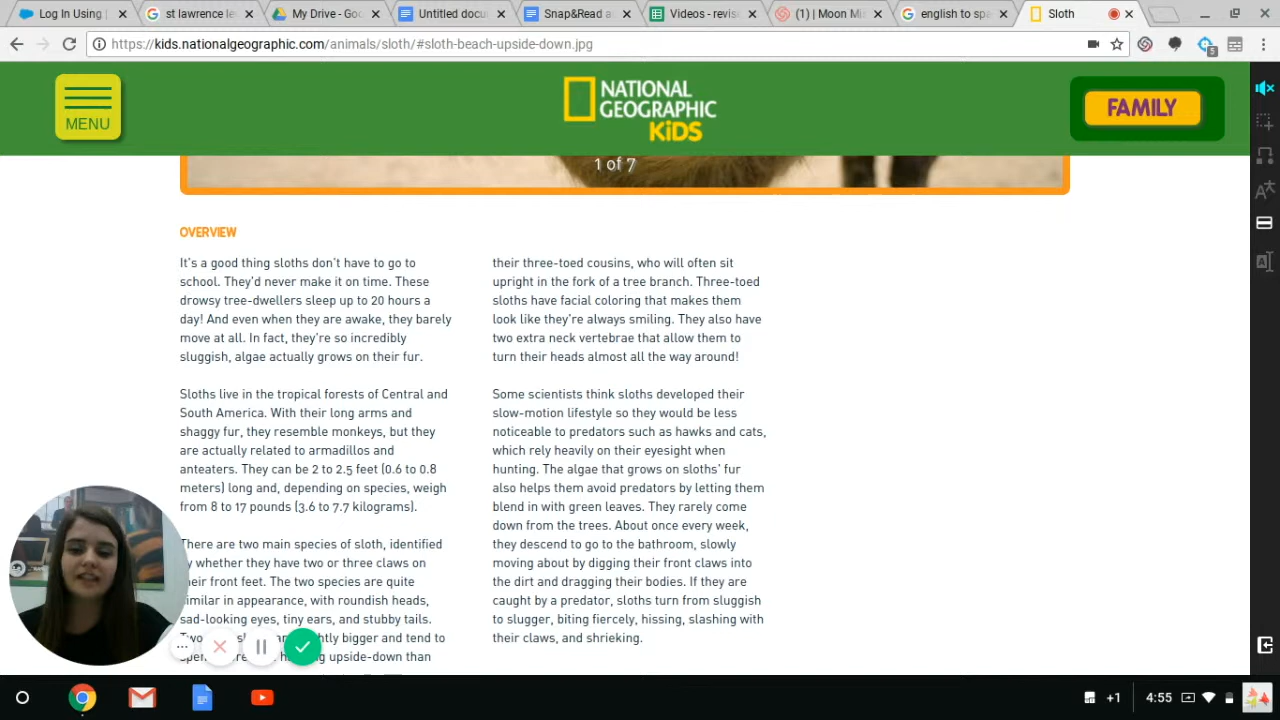 Log In Using
st lawrence le
My Drive - Goo
Untitled docu
Snap&Read a
Videos - revis
(1) | Moon Mi
english to spa
Sloth
https://kids.nationalgeographic.com/animals/sloth/#sloth-beach-upside-down.jpg
5
MENU
NATIONAL
GEOGRAPHIC
KiDS
FAMILY
1 of 7
OVERVIEW
It's a good thing sloths don't have to go to
school. They'd never make it on time. These
drowsy tree-dwellers sleep up to 20 hours a
day! And even when they are awake, they barely
move at all. In fact, they're so incredibly
sluggish, algae actually grows on their fur.
Sloths live in the tropical forests of Central and
South America. With their long arms and
shaggy fur, they resemble monkeys, but they
are actually related to armadillos and
anteaters. They can be 2 to 2.5 feet (0.6 to 0.8
meters) long and, depending on species, weigh
from 8 to 17 pounds (3.6 to 7.7 kilograms).
There are two main species of sloth, identified
whether they have two or three claws on
their front feet. The two species are quite
similar in appearance, with roundish heads,
sad-looking eyes, tiny ears, and stubby tails.
bigger and tend to
upside-down than
their three-toed cousins, who will often sit
upright in the fork of a tree branch. Three-toed
sloths have facial coloring that makes them
look like they're always smiling. They also have
two extra neck vertebrae that allow them to
turn their heads almost all the way around!
Some scientists think sloths developed their
slow-motion lifestyle so they would be less
noticeable to predators such as hawks and cats,
which rely heavily on their eyesight when
hunting. The algae that grows on sloths' fur
also helps them avoid predators by letting them
blend in with green leaves. They rarely come
down from the trees. About once every week,
they descend to go to the bathroom, slowly
moving about by digging their front claws into
the dirt and dragging their bodies. If they are
caught by a predator, sloths turn from sluggish
to slugger, biting fiercely, hissing, slashing with
their claws, and shrieking.
+1
4:55